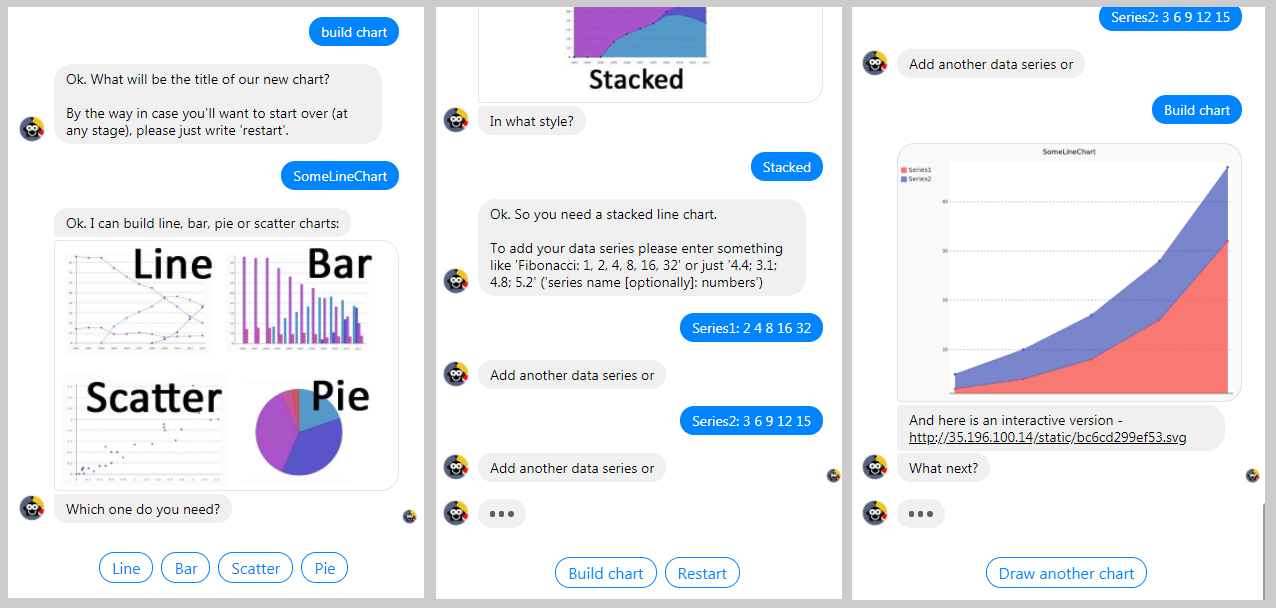 build chart
Ok. What will be the title of our new chart?
By the way in case you'll want to start over (at
any stage), please just write 'restart'.
SomeLineChart
Ok. I can build line, bar, pie or scatter charts:
Line
Bar
Scatter
Pie
Which one do you need?
Line
Bar
Scatter
Pie
Stacked
In what style?
Stacked
Ok. So you need a stacked line chart.
To add your data series please enter something
like 'Fibonacci: 1, 2, 4, 8, 16, 32' or just '4.4; 3.1;
4.8; 5.2' ('series name [optionally]: numbers')
Series1: 2 4 8 16 32
Add another data series or
Series2: 3 6 9 12 15
Add another data series or
Build chart
Restart
Series2: 3 6 9 12 15
Add another data series or
Build chart
SomeLineChart
Series1
Series2
40
30
20
10
And here is an interactive version -
http://35.196.100.14/static/bc6cd299ef53.svg
What next?
Draw another chart